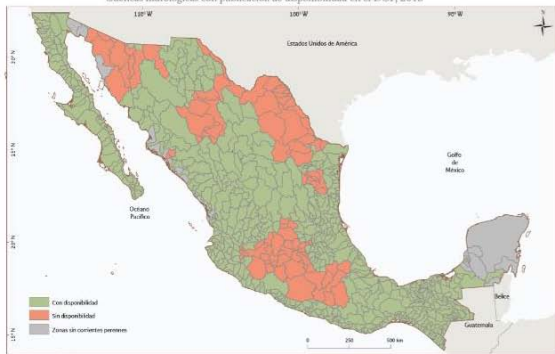 110° W
100° W
90° W
Estados Unidos de América
Golfo
de
México
Océano
Pacífico
Belice
Guatemala
Con disponibilidad
Sin disponibilidad
Zonas sin corrientes perennes
0
250
500 km